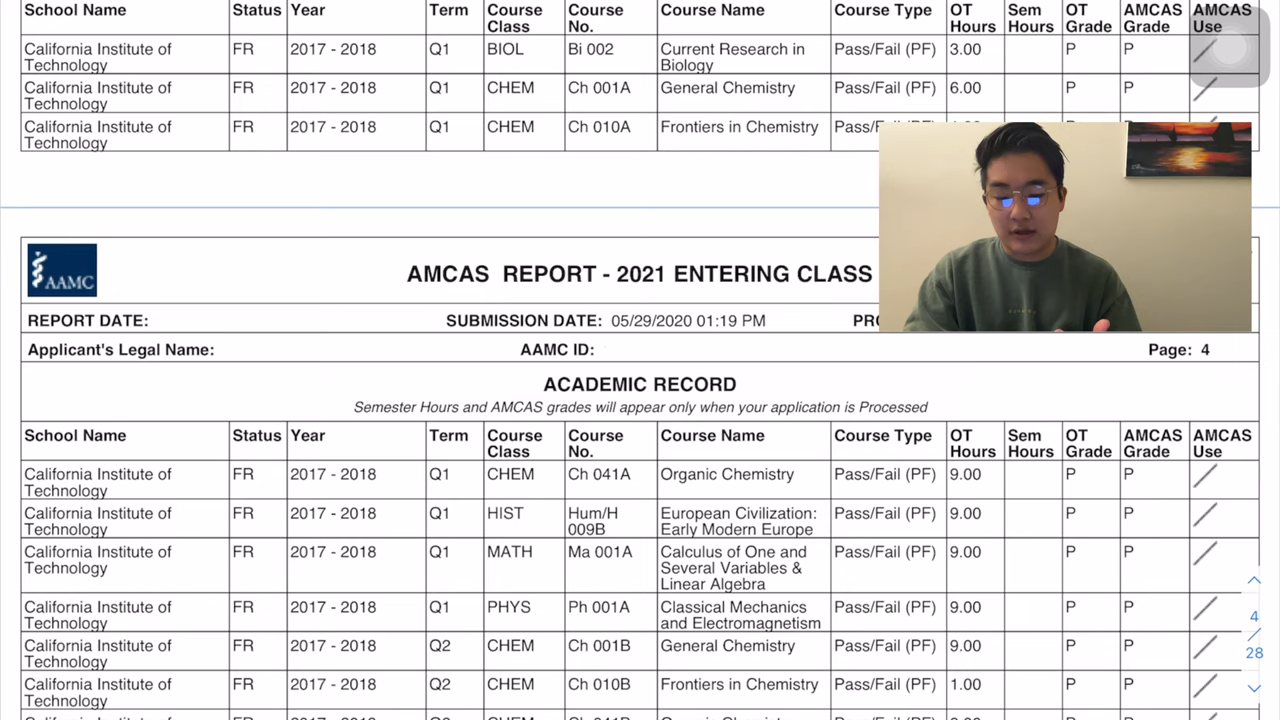 School Name Status Year Term Course Class Course No. Course Name Course Type OT Hours Sem Hours OT Grade AMCAS Grade AMCAS Use
California Institute of Technology FR 2017 - 2018 Q1 BIOL Bi 002 Current Research in Biology Pass/Fail (PF) 3.00 P P
California Institute of Technology FR 2017 - 2018 Q1 CHEM Ch 001A General Chemistry Pass/Fail (PF) 6.00 P P
California Institute of Technology FR 2017 - 2018 Q1 CHEM Ch 010A Frontiers in Chemistry
AAMC
AMCAS REPORT - 2021 ENTERING CLASS
REPORT DATE: SUBMISSION DATE: 05/29/2020 01:19 PM
Applicant's Legal Name: AAMC ID: Page: 4
ACADEMIC RECORD
Semester Hours and AMCAS grades will appear only when your application is Processed
School Name Status Year Term Course Class Course No. Course Name Course Type OT Hours Sem Hours OT Grade AMCAS Grade AMCAS Use
California Institute of Technology FR 2017 - 2018 Q1 CHEM Ch 041A Organic Chemistry Pass/Fail (PF) 9.00 P P
California Institute of Technology FR 2017 - 2018 Q1 HIST Hum/H 009B European Civilization: Early Modern Europe Pass/Fail (PF) 9.00 P P
California Institute of Technology FR 2017 - 2018 Q1 MATH Ma 001A Calculus of One and Several Variables & Linear Algebra Pass/Fail (PF) 9.00 P P
California Institute of Technology FR 2017 - 2018 Q1 PHYS Ph 001A Classical Mechanics and Electromagnetism Pass/Fail (PF) 9.00 P P
California Institute of Technology FR 2017 - 2018 Q2 CHEM Ch 001B General Chemistry Pass/Fail (PF) 9.00 P P
California Institute of Technology FR 2017 - 2018 Q2 CHEM Ch 010B Frontiers in Chemistry Pass/Fail (PF) 1.00 P P
4
28